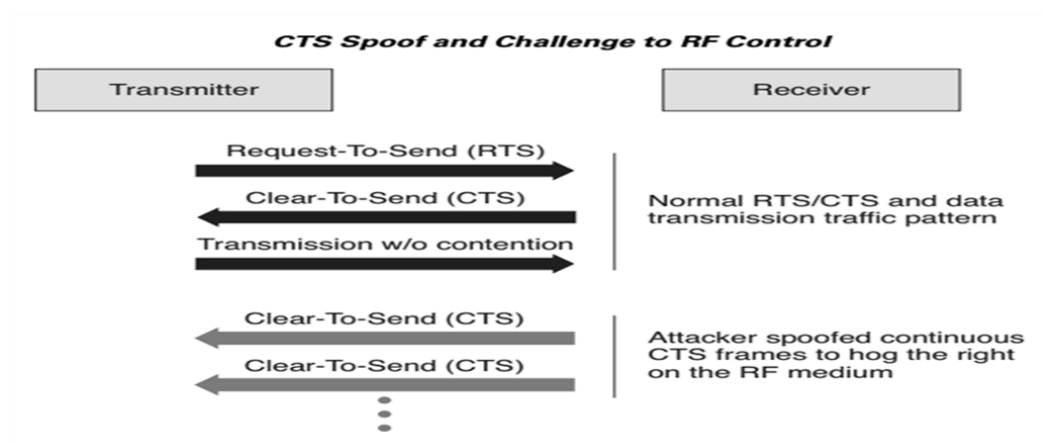 CTS Spoof and Challenge to RF Control
Transmitter
Receiver
Request-To-Send (RTS)
Clear-To-Send (CTS)
Transmission w/o contention
Normal RTS/CTS and data
transmission traffic pattern
Clear-To-Send (CTS)
Clear-To-Send (CTS)
Attacker spoofed continuous
CTS frames to hog the right
on the RF medium